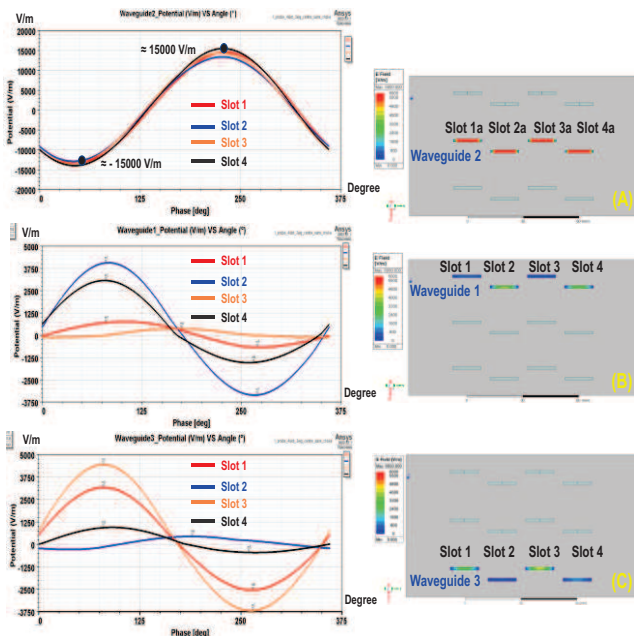 V/m
Waveguide2_Potential (V/m) VS Angle (°)
Ansys
20000
15000
10000
5000
0
-5000
-10000
-15000
-20000
Potential (V/m)
≈ 15000 V/m
≈ - 15000 V/m
Slot 1
Slot 2
Slot 3
Slot 4
0
125
250
375
Phase [deg]
Degree
Slot 1a
Slot 2a
Slot 3a
Slot 4a
Waveguide 2
(A)
V/m
Waveguide1_Potential (V/m) VS Angle (°)
Ansys
5000
3750
2500
1250
0
-1250
-2500
-3750
Potential (V/m)
Slot 1
Slot 2
Slot 3
Slot 4
0
125
250
375
Phase [deg]
Degree
Slot 1
Slot 2
Slot 3
Slot 4
Waveguide 1
(B)
V/m
Waveguide3_Potential (V/m) VS Angle (°)
Ansys
5000
3750
2500
1250
0
-1250
-2500
-3750
Potential (V/m)
Slot 1
Slot 2
Slot 3
Slot 4
0
125
250
375
Phase [deg]
Degree
Slot 1
Slot 2
Slot 3
Slot 4
Waveguide 3
(C)